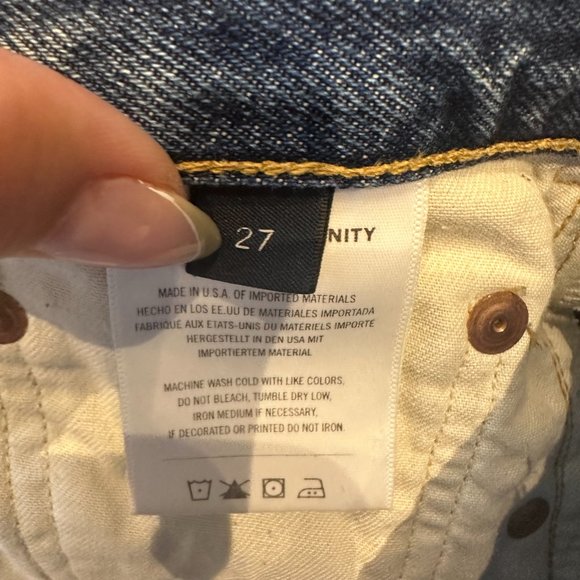 27
NITY
MADE IN U.S.A. OF IMPORTED MATERIALS
HECHO EN LOS EE.UU DE MATERIALES IMPORTADA
FABRIQUÉ AUX ETATS-UNIS DU MATERIELS IMPORTE
HERGESTELLT IN DEN USA MIT
IMPORTIERTEM MATERIAL
MACHINE WASH COLD WITH LIKE COLORS,
DO NOT BLEACH, TUMBLE DRY LOW,
IRON MEDIUM IF NECESSARY,
IF DECORATED OR PRINTED DO NOT IRON.